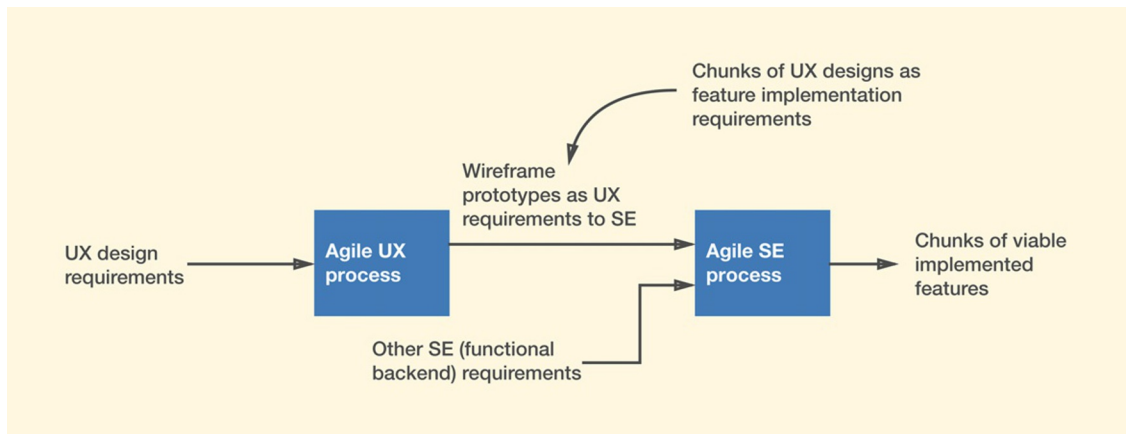 Chunks of UX designs as
feature implementation
requirements
Wireframe
prototypes as UX
requirements to SE
UX design
requirements
Agile UX
process
Agile SE
process
Chunks of viable
implemented
features
Other SE (functional
backend) requirements